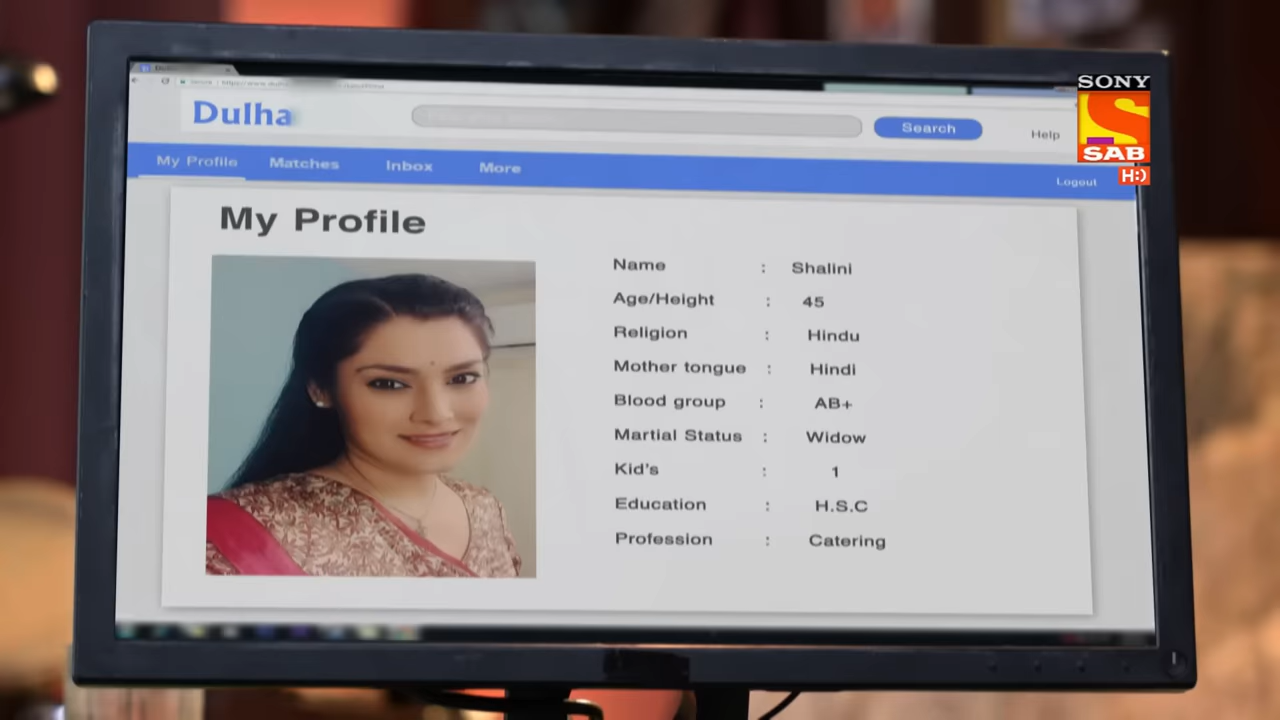 SONY
SAB
HD
Dulha
Search
Help
My Profile Matches Inbox More
Logout
My Profile
Name : Shalini
Age/Height : 45
Religion : Hindu
Mother tongue : Hindi
Blood group : AB+
Martial Status : Widow
Kid's : 1
Education : H.S.C
Profession : Catering